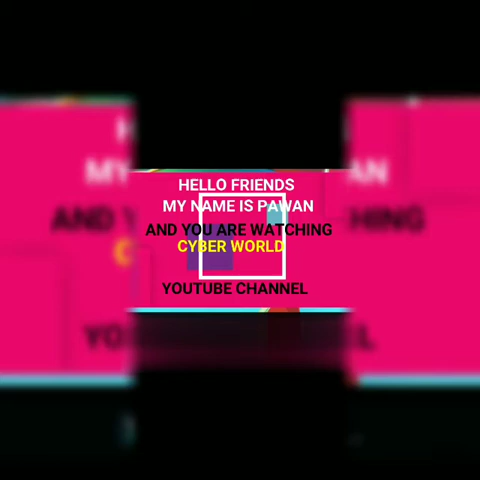 HELLO FRIENDS
MY NAME IS PAWAN
AND YOU ARE WATCHING
CYBER WORLD
YOUTUBE CHANNEL